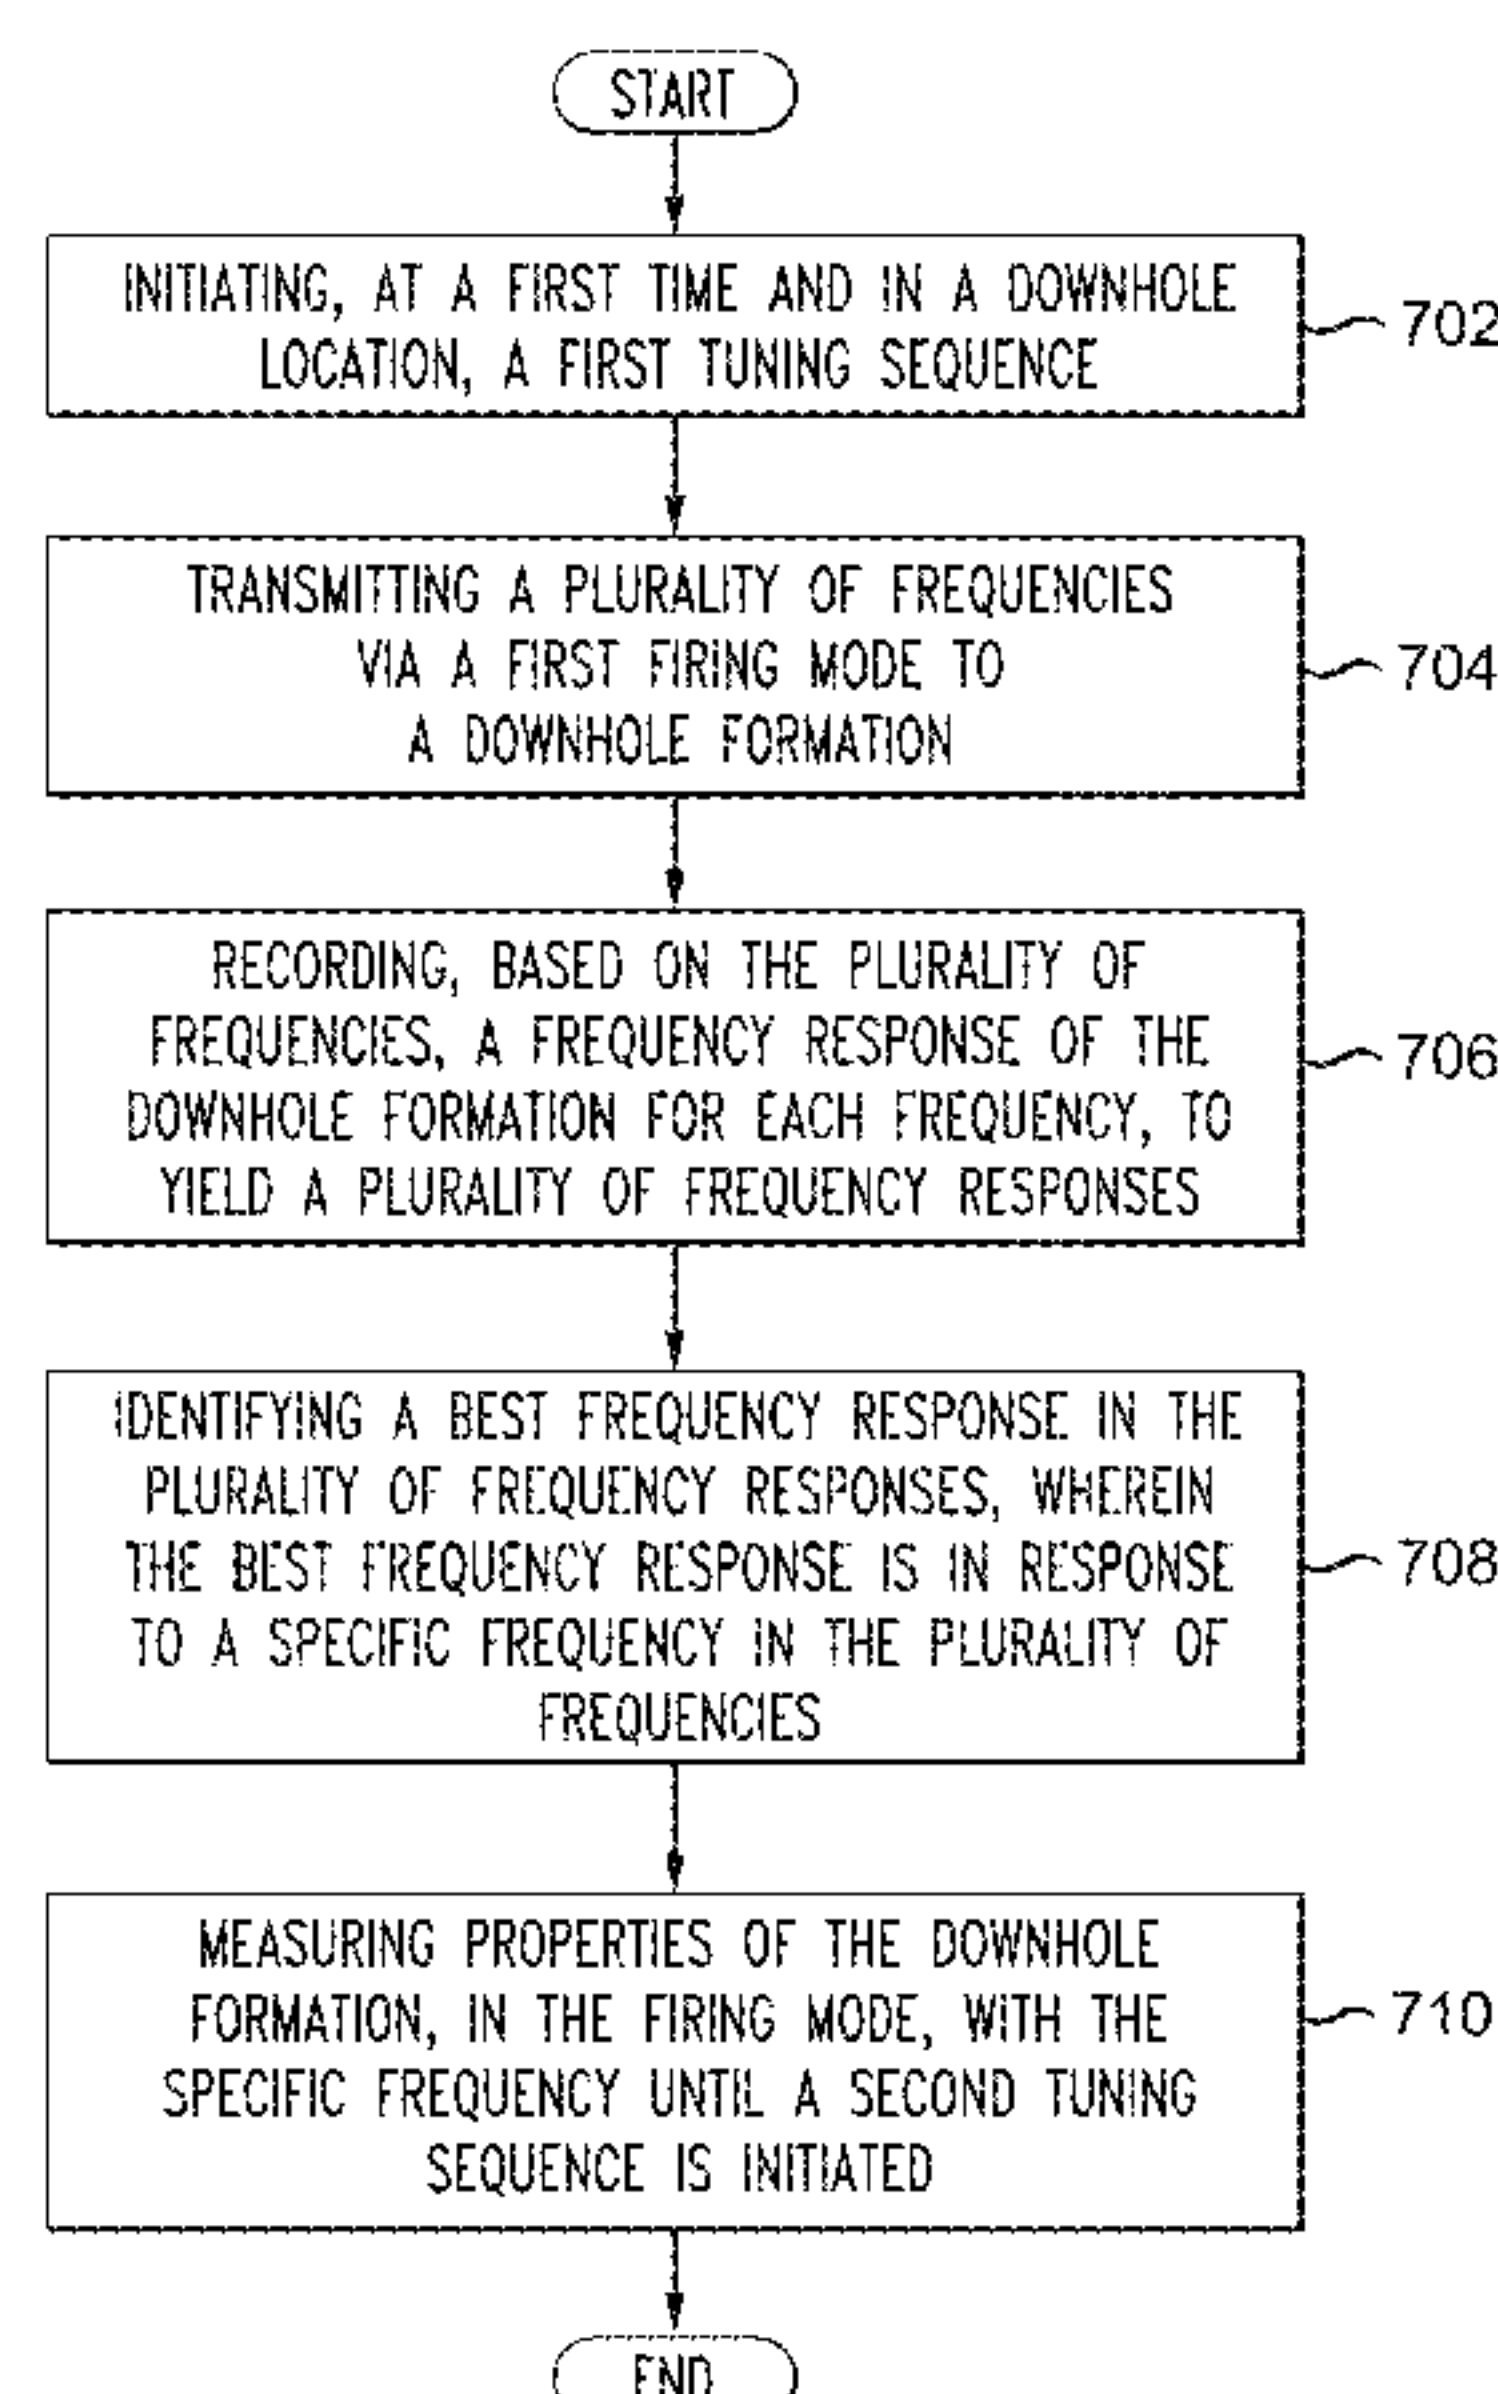 START
INITIATING, AT A FIRST TIME AND IN A DOWNHOLE
LOCATION, A FIRST TUNING SEQUENCE
702
TRANSMITTING A PLURALITY OF FREQUENCIES
VIA A FIRST FIRING MODE TO
A DOWNHOLE FORMATION
704
RECORDING, BASED ON THE PLURALITY OF
FREQUENCIES, A FREQUENCY RESPONSE OF THE
DOWNHOLE FORMATION FOR EACH FREQUENCY, TO
YIELD A PLURALITY OF FREQUENCY RESPONSES
706
IDENTIFYING A BEST FREQUENCY RESPONSE IN THE
PLURALITY OF FREQUENCY RESPONSES, WHEREIN
THE BEST FREQUENCY RESPONSE IS IN RESPONSE
TO A SPECIFIC FREQUENCY IN THE PLURALITY OF
FREQUENCIES
708
MEASURING PROPERTIES OF THE DOWNHOLE
FORMATION, IN THE FIRING MODE, WITH THE
SPECIFIC FREQUENCY UNTIL A SECOND TUNING
SEQUENCE IS INITIATED
710
END